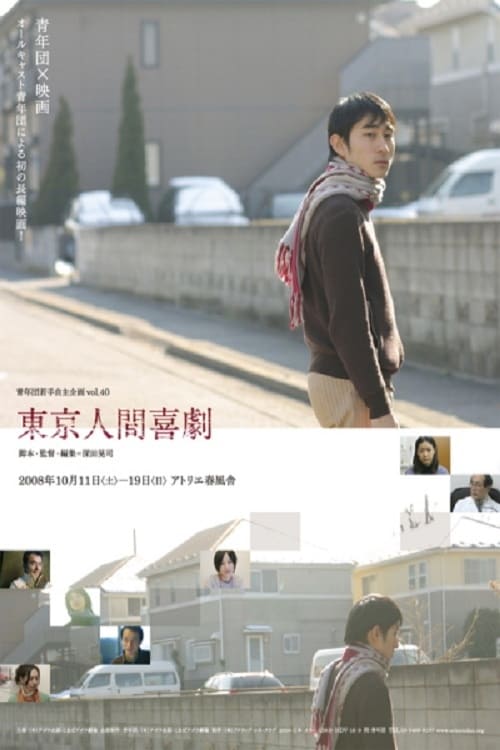 青年団×映画
オールキャスト青年団による初の長編映画！
青年団若手自主企画 vol.40
東京人間喜劇
脚本・監督・編集＝深田晃司
2008年10月11日〈土〉―19日〈日〉 アトリエ春風舎